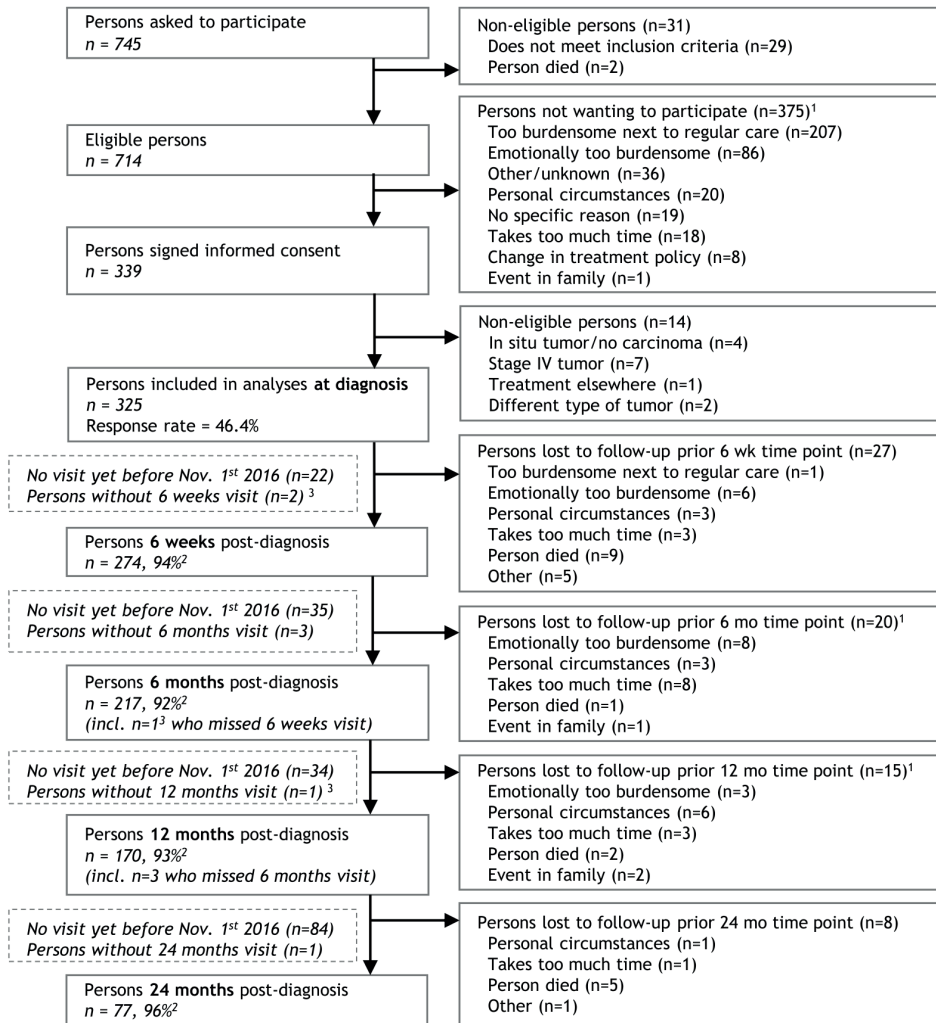 Persons asked to participate
n = 745
Non-eligible persons (n=31)
Does not meet inclusion criteria (n=29)
Person died (n=2)
Eligible persons
n = 714
Persons not wanting to participate (n=375)¹
Too burdensome next to regular care (n=207)
Emotionally too burdensome (n=86)
Other/unknown (n=36)
Personal circumstances (n=20)
No specific reason (n=19)
Takes too much time (n=18)
Change in treatment policy (n=8)
Event in family (n=1)
Persons signed informed consent
n = 339
Non-eligible persons (n=14)
In situ tumor/no carcinoma (n=4)
Stage IV tumor (n=7)
Treatment elsewhere (n=1)
Different type of tumor (n=2)
Persons included in analyses at diagnosis
n = 325
Response rate = 46.4%
No visit yet before Nov. 1st 2016 (n=22)
Persons without 6 weeks visit (n=2) ³
Persons lost to follow-up prior 6 wk time point (n=27)
Too burdensome next to regular care (n=1)
Emotionally too burdensome (n=6)
Personal circumstances (n=3)
Takes too much time (n=3)
Person died (n=9)
Other (n=5)
Persons 6 weeks post-diagnosis
n = 274, 94%²
No visit yet before Nov. 1st 2016 (n=35)
Persons without 6 months visit (n=3)
Persons lost to follow-up prior 6 mo time point (n=20)¹
Emotionally too burdensome (n=8)
Personal circumstances (n=3)
Takes too much time (n=8)
Person died (n=1)
Event in family (n=1)
Persons 6 months post-diagnosis
n = 217, 92%²
(incl. n=1³ who missed 6 weeks visit)
No visit yet before Nov. 1st 2016 (n=34)
Persons without 12 months visit (n=1) ³
Persons lost to follow-up prior 12 mo time point (n=15)¹
Emotionally too burdensome (n=3)
Personal circumstances (n=6)
Takes too much time (n=3)
Person died (n=2)
Event in family (n=2)
Persons 12 months post-diagnosis
n = 170, 93%²
(incl. n=3 who missed 6 months visit)
No visit yet before Nov. 1st 2016 (n=84)
Persons without 24 months visit (n=1)
Persons lost to follow-up prior 24 mo time point (n=8)
Personal circumstances (n=1)
Takes too much time (n=1)
Person died (n=5)
Other (n=1)
Persons 24 months post-diagnosis
n = 77, 96%²